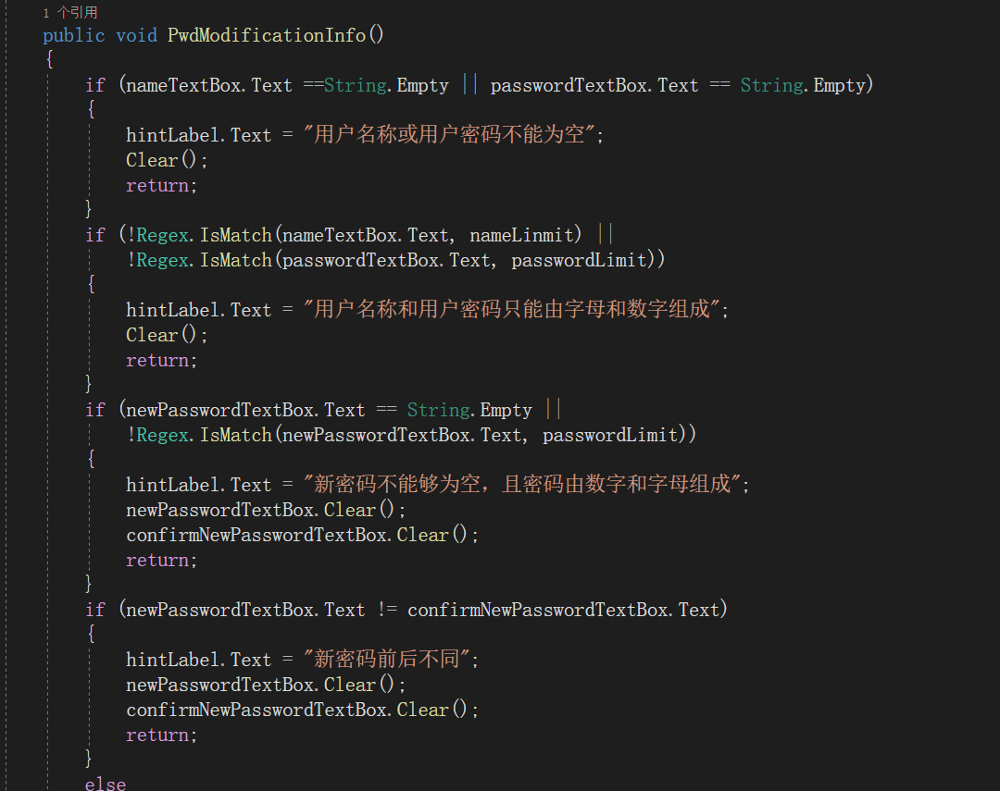 1 个引用
public void PwdModificationInfo()
{
if (nameTextBox.Text ==String.Empty || passwordTextBox.Text == String.Empty)
{
hintLabel.Text = "用户名称或用户密码不能为空";
Clear();
return;
}
if (!Regex.IsMatch(nameTextBox.Text, nameLinmit) ||
!Regex.IsMatch(passwordTextBox.Text, passwordLimit))
{
hintLabel.Text = "用户名称和用户密码只能由字母和数字组成";
Clear();
return;
}
if (newPasswordTextBox.Text == String.Empty ||
!Regex.IsMatch(newPasswordTextBox.Text, passwordLimit))
{
hintLabel.Text = "新密码不能够为空，且密码由数字和字母组成";
newPasswordTextBox.Clear();
confirmNewPasswordTextBox.Clear();
return;
}
if (newPasswordTextBox.Text != confirmNewPasswordTextBox.Text)
{
hintLabel.Text = "新密码前后不同";
newPasswordTextBox.Clear();
confirmNewPasswordTextBox.Clear();
return;
}
else